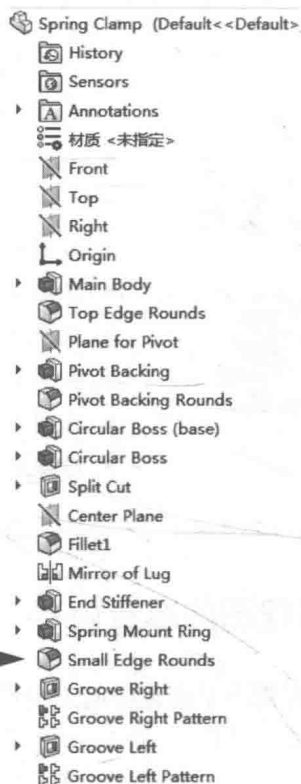 Spring Clamp (Default<<Default>
History
Sensors
Annotations
材质 <未指定>
Front
Top
Right
Origin
Main Body
Top Edge Rounds
Plane for Pivot
Pivot Backing
Pivot Backing Rounds
Circular Boss (base)
Circular Boss
Split Cut
Center Plane
Fillet1
Mirror of Lug
End Stiffener
Spring Mount Ring
Small Edge Rounds
Groove Right
Groove Right Pattern
Groove Left
Groove Left Pattern